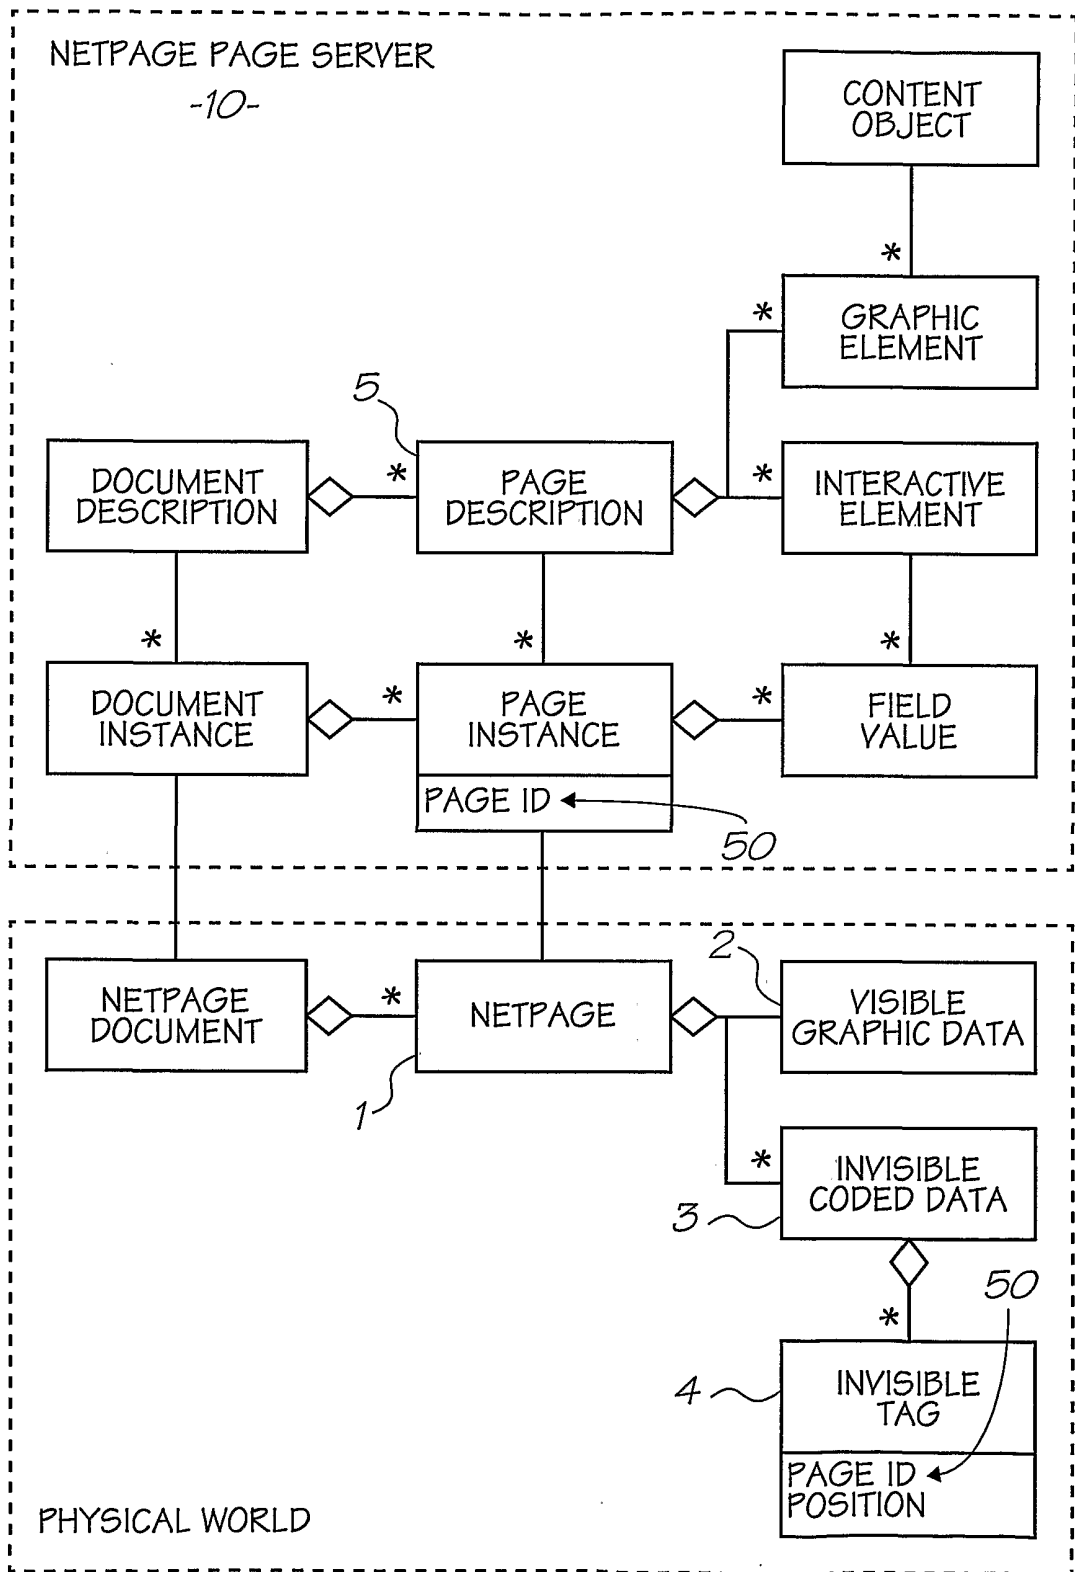 NETPAGE PAGE SERVER
-10-
CONTENT
OBJECT
*
*
GRAPHIC
ELEMENT
5
DOCUMENT
DESCRIPTION
*
PAGE
DESCRIPTION
*
INTERACTIVE
ELEMENT
*
*
*
DOCUMENT
INSTANCE
*
PAGE
INSTANCE
*
FIELD
VALUE
PAGE ID
50
NETPAGE
DOCUMENT
*
NETPAGE
1
2
VISIBLE
GRAPHIC DATA
*
INVISIBLE
CODED DATA
3
*
50
4
INVISIBLE
TAG
PAGE ID
POSITION
PHYSICAL WORLD